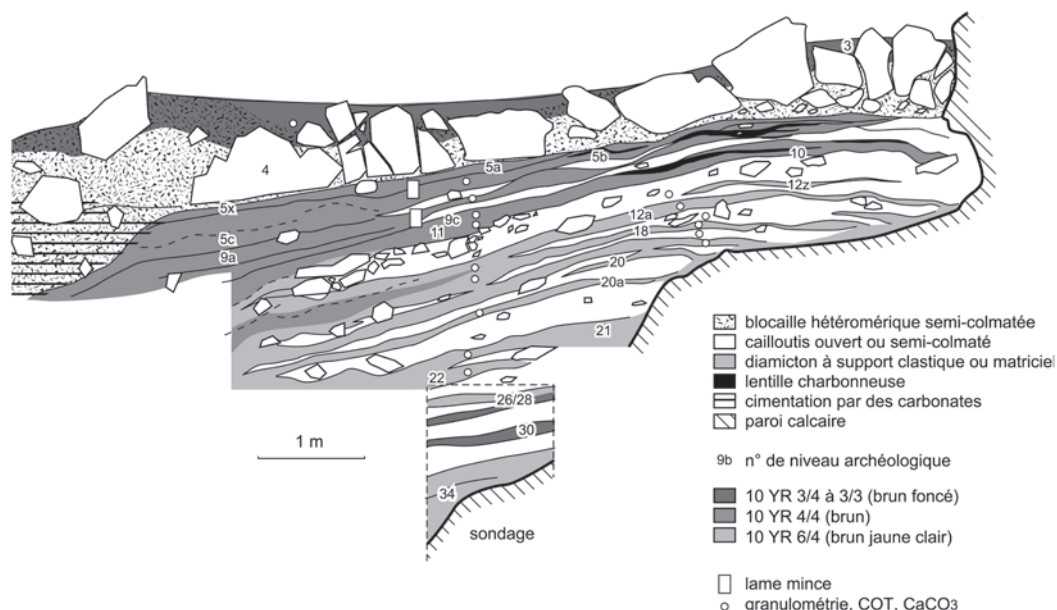 3
4
5a
5b
10
12z
5x
5c
9a
9c
11
12a
18
20
20a
21
22
26/28
30
34
1 m
sondage
blocaille hétéromérique semi-colmatée
cailloutis ouvert ou semi-colmaté
diamicton à support clastique ou matriciel
lentille charbonneuse
cimentation par des carbonates
paroi calcaire
9b n° de niveau archéologique
10 YR 3/4 à 3/3 (brun foncé)
10 YR 4/4 (brun)
10 YR 6/4 (brun jaune clair)
lame mince
granulométrie, COT, CaCO3